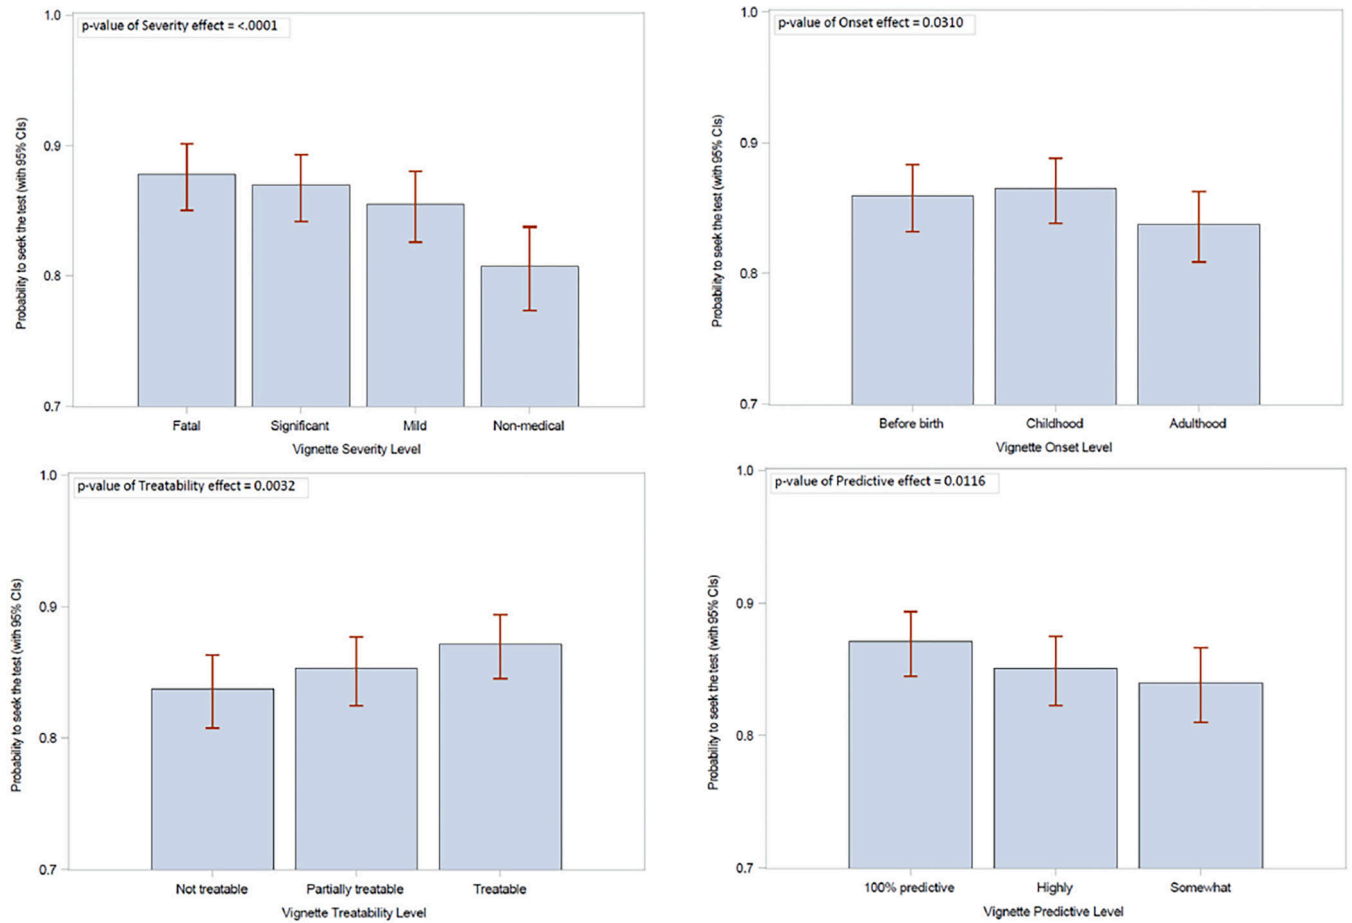 p-value of Severity effect = <.0001
Probability to seek the test (with 95% CIs)
1.0
0.9
0.8
0.7
Fatal Significant Mild Non-medical
Vignette Severity Level
p-value of Onset effect = 0.0310
Probability to seek the test (with 95% CIs)
1.0
0.9
0.8
0.7
Before birth Childhood Adulthood
Vignette Onset Level
p-value of Treatability effect = 0.0032
Probability to seek the test (with 95% CIs)
1.0
0.9
0.8
0.7
Not treatable Partially treatable Treatable
Vignette Treatability Level
p-value of Predictive effect = 0.0116
Probability to seek the test (with 95% CIs)
1.0
0.9
0.8
0.7
100% predictive Highly Somewhat
Vignette Predictive Level